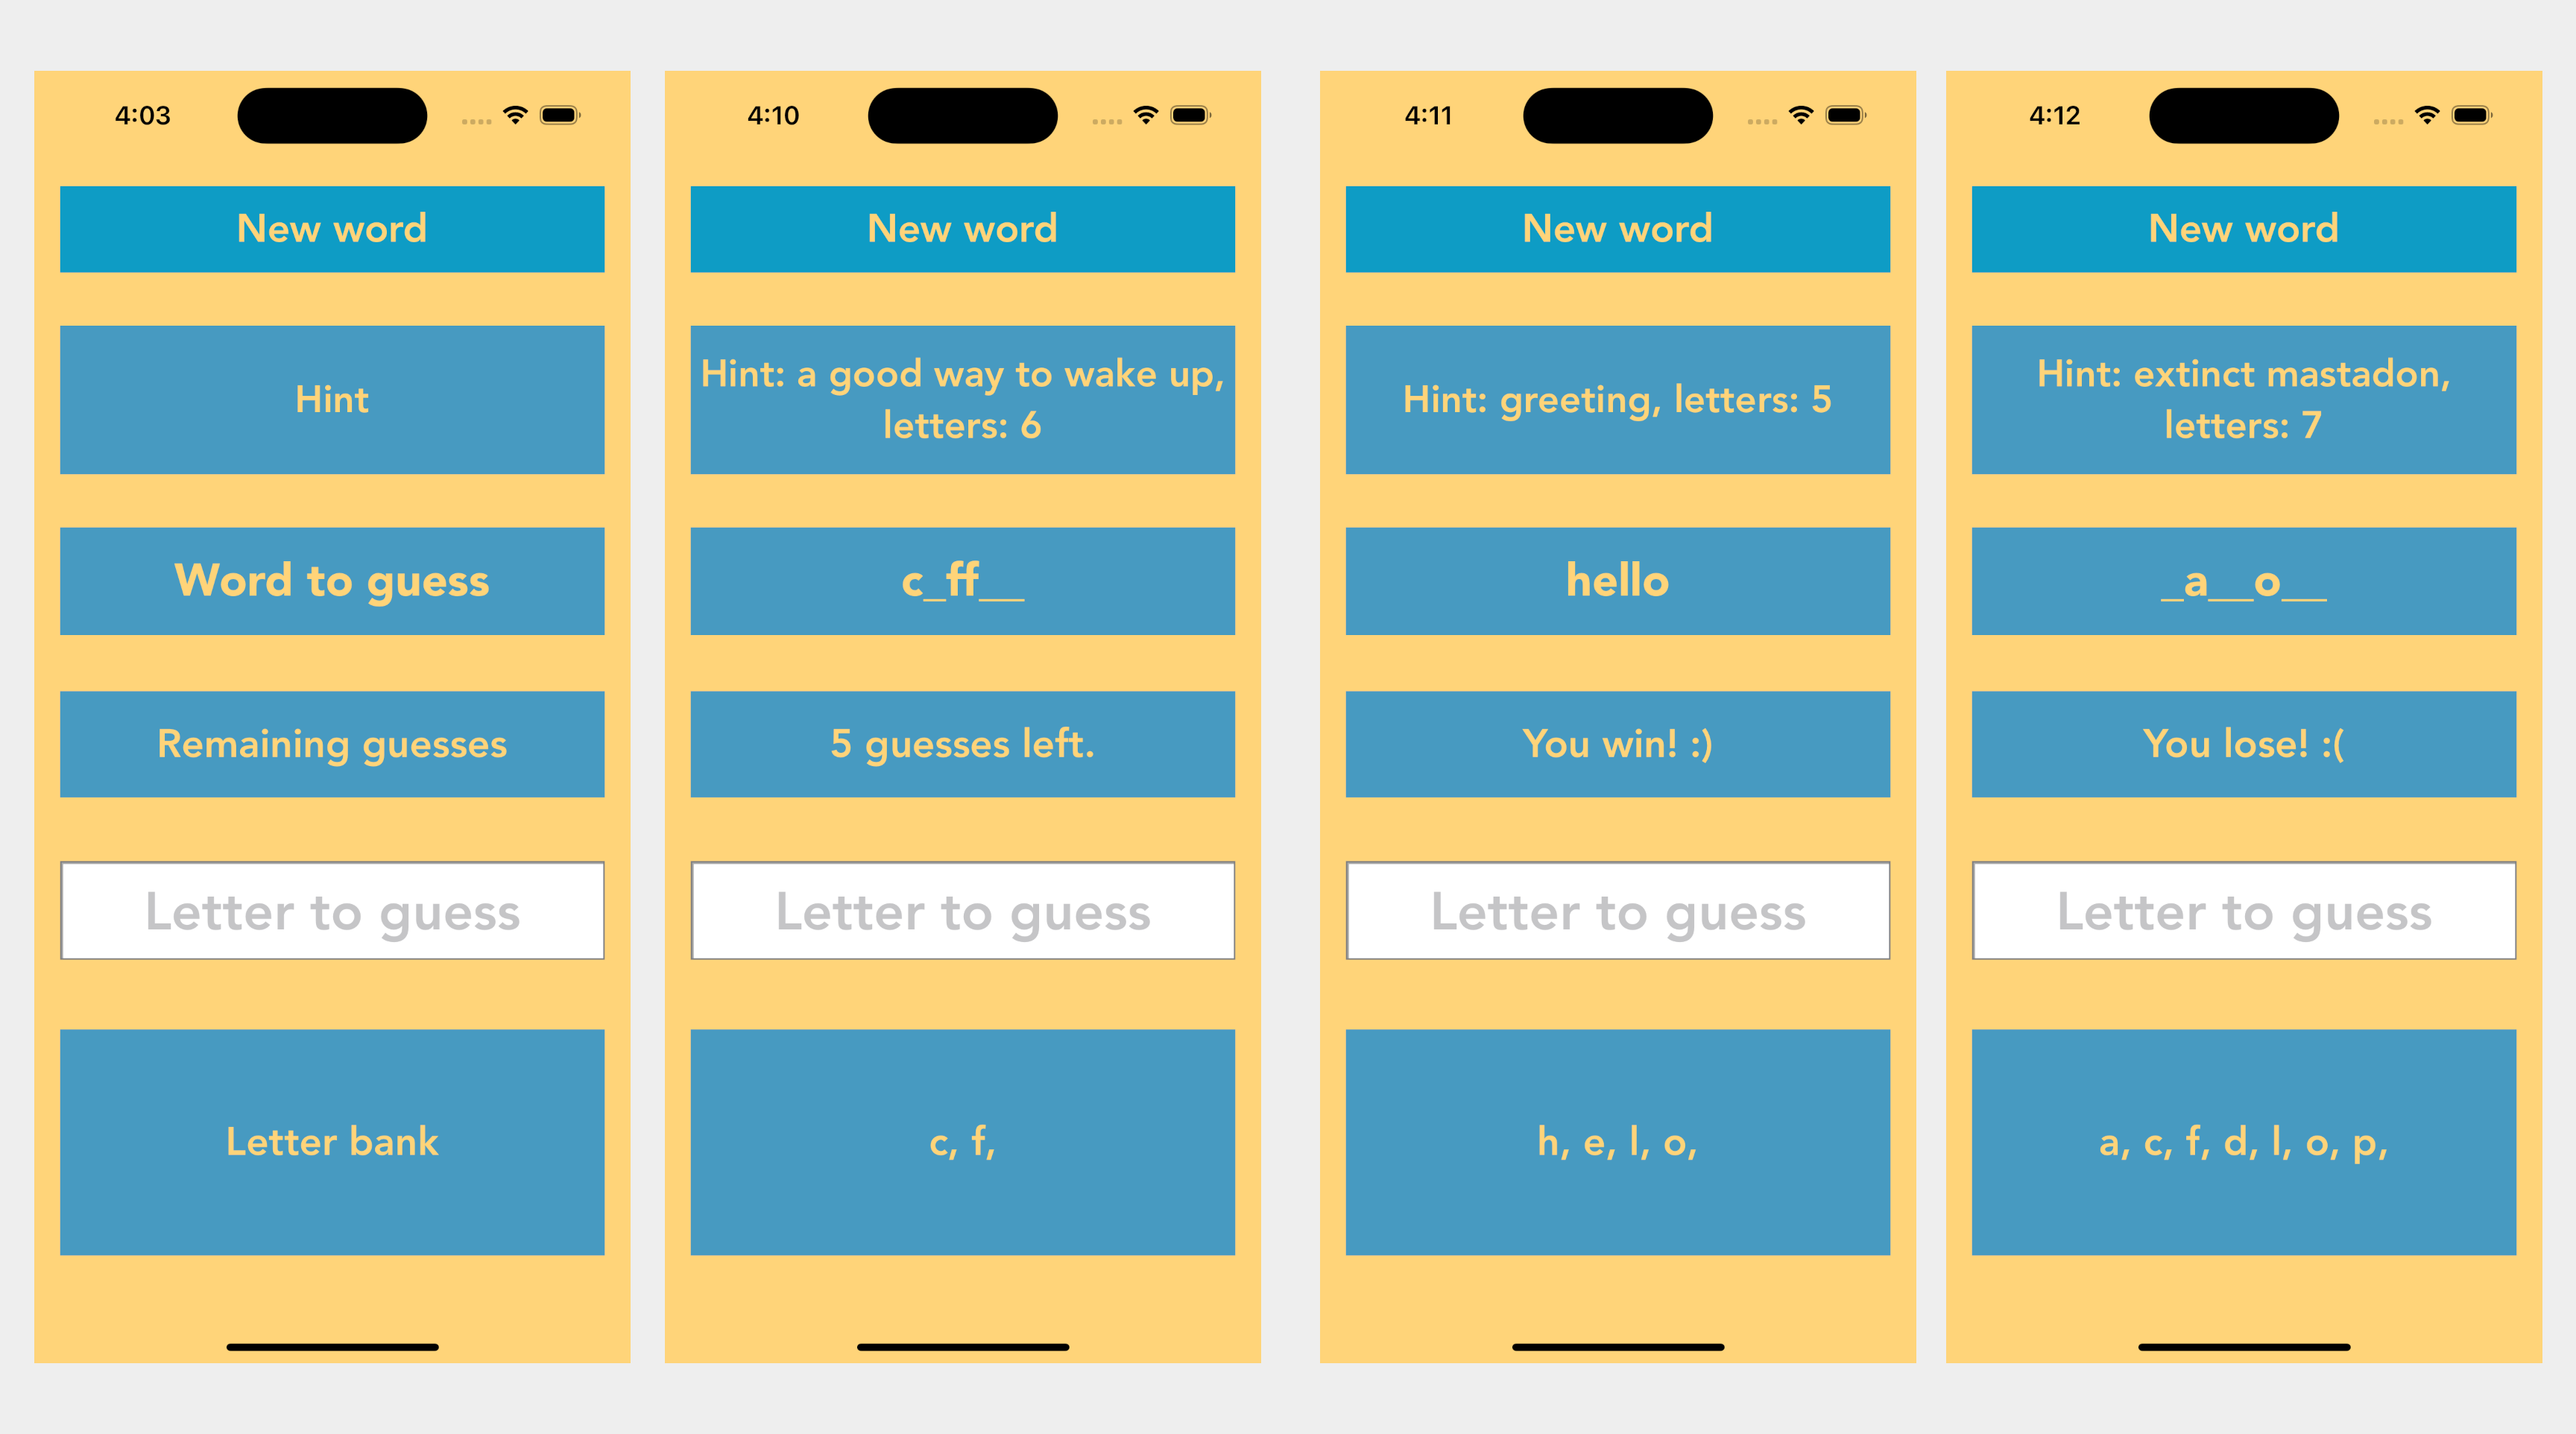 4:03
New word
Hint
Word to guess
Remaining guesses
Letter to guess
Letter bank
4:10
New word
Hint: a good way to wake up,
letters: 6
c_ff__
5 guesses left.
Letter to guess
c, f,
4:11
New word
Hint: greeting, letters: 5
hello
You win! :)
Letter to guess
h, e, l, o,
4:12
New word
Hint: extinct mastadon,
letters: 7
_a__o__
You lose! :(
Letter to guess
a, c, f, d, l, o, p,